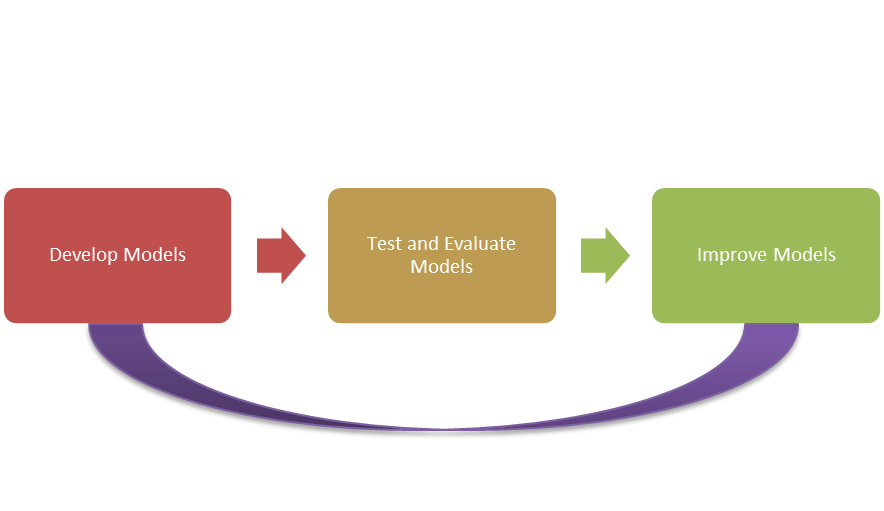 Develop Models
Test and Evaluate
Models
Improve Models